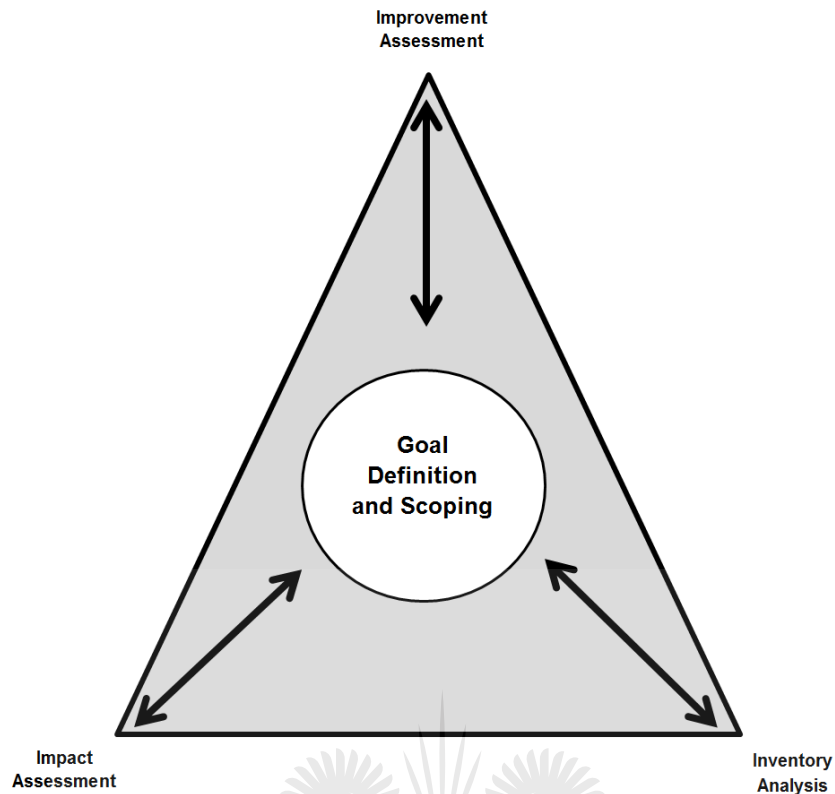 Improvement
Assessment
Goal
Definition
and Scoping
Impact
Assessment
Inventory
Analysis